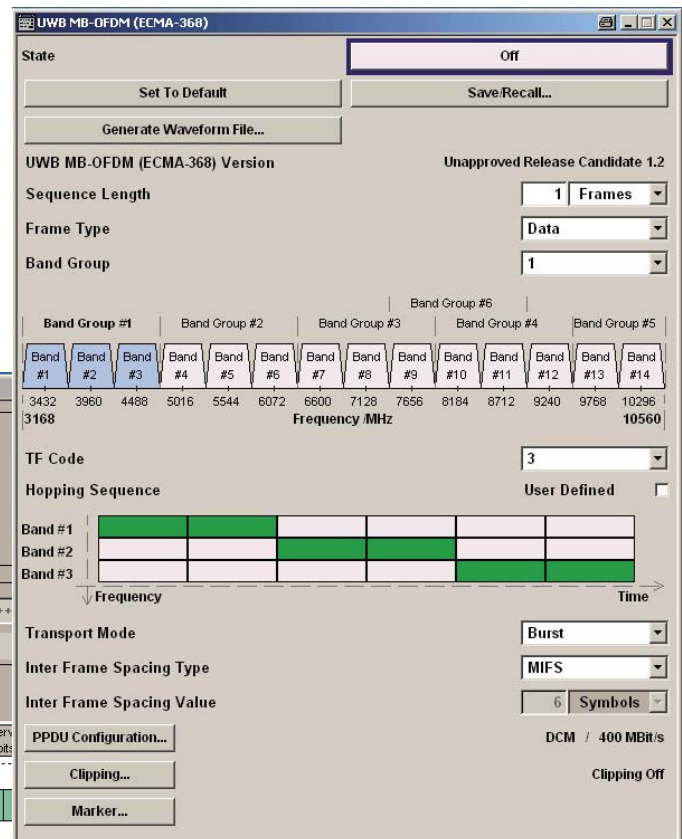 UWB MB-OFDM (ECMA-368)
State Off
Set To Default Save/Recall...
Generate Waveform File...
UWB MB-OFDM (ECMA-368) Version Unapproved Release Candidate 1.2
Sequence Length 1 Frames
Frame Type Data
Band Group 1
Band Group #6
Band Group #1 Band Group #2 Band Group #3 Band Group #4 Band Group #5
Band Band Band Band Band Band Band Band Band Band Band Band Band Band
#1 #2 #3 #4 #5 #6 #7 #8 #9 #10 #11 #12 #13 #14
3432 3960 4488 5016 5544 6072 6600 7128 7656 8184 8712 9240 9768 10296
3168 Frequency /MHz 10560
TF Code 3
Hopping Sequence User Defined
Band #1
Band #2
Band #3
Frequency Time
Transport Mode Burst
Inter Frame Spacing Type MIFS
Inter Frame Spacing Value 6 Symbols
PPDU Configuration... DCM / 400 MBit/s
Clipping... Clipping Off
Marker...